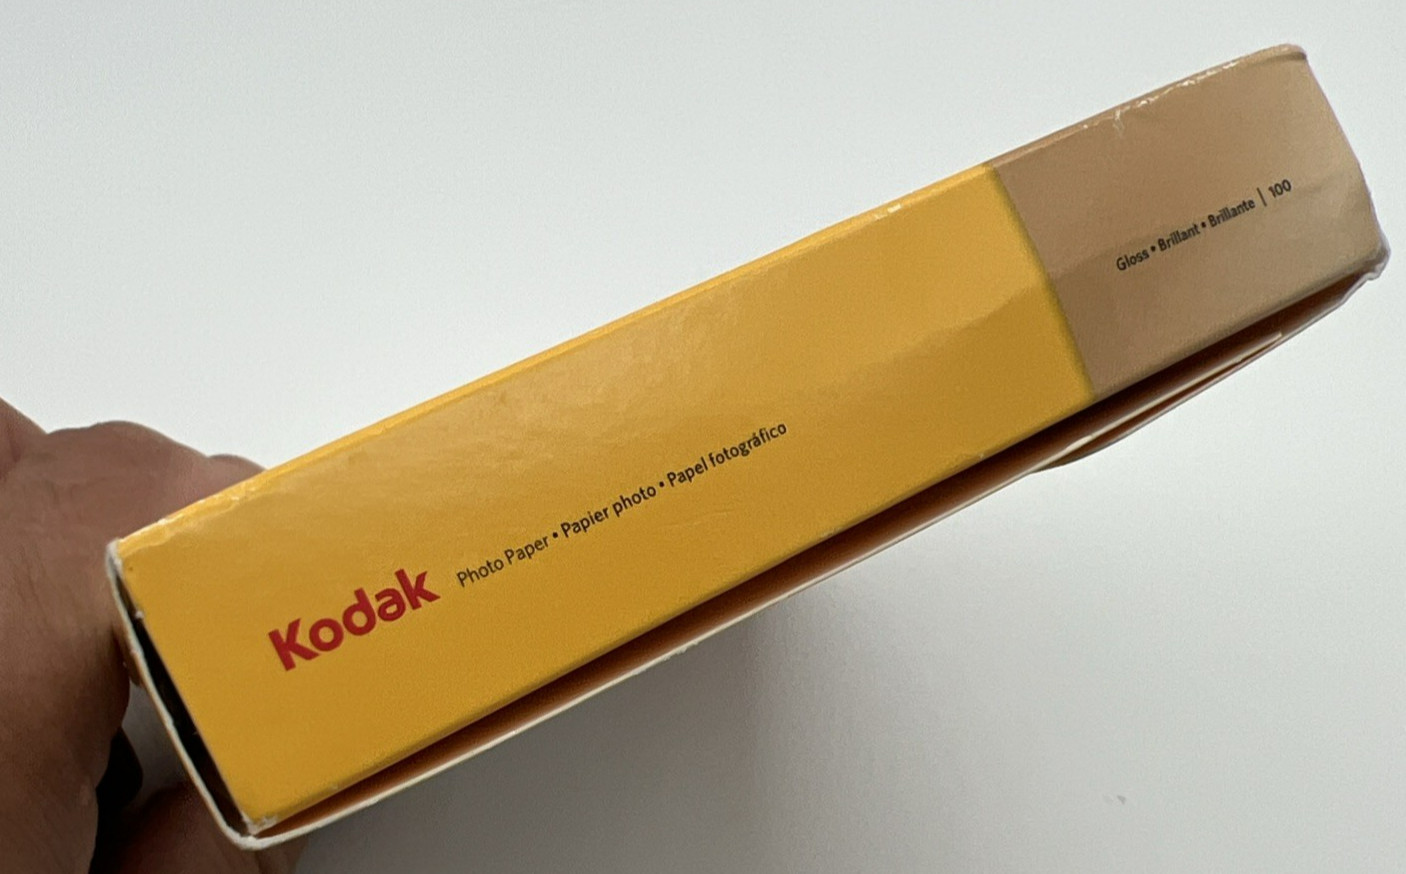 Kodak Photo Paper • Papier photo • Papel fotográfico
Gloss • Brillant • Brillante | 100